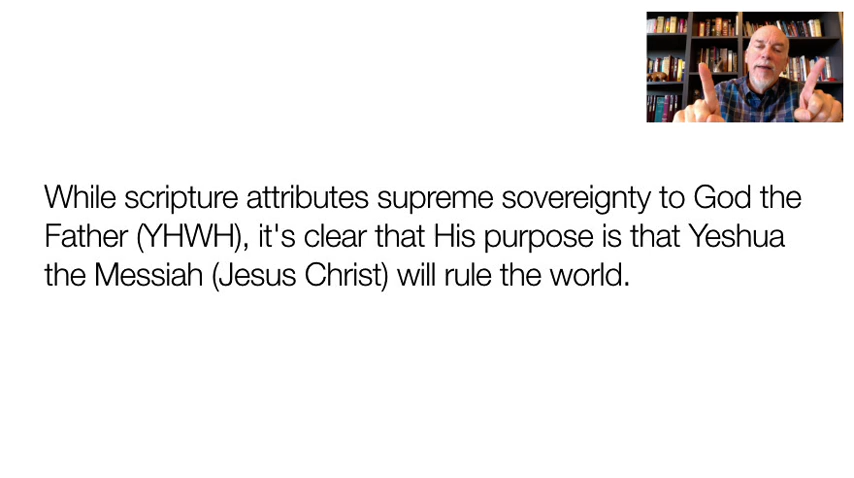 While scripture attributes supreme sovereignty to God the
Father (YHWH), it's clear that His purpose is that Yeshua
the Messiah (Jesus Christ) will rule the world.